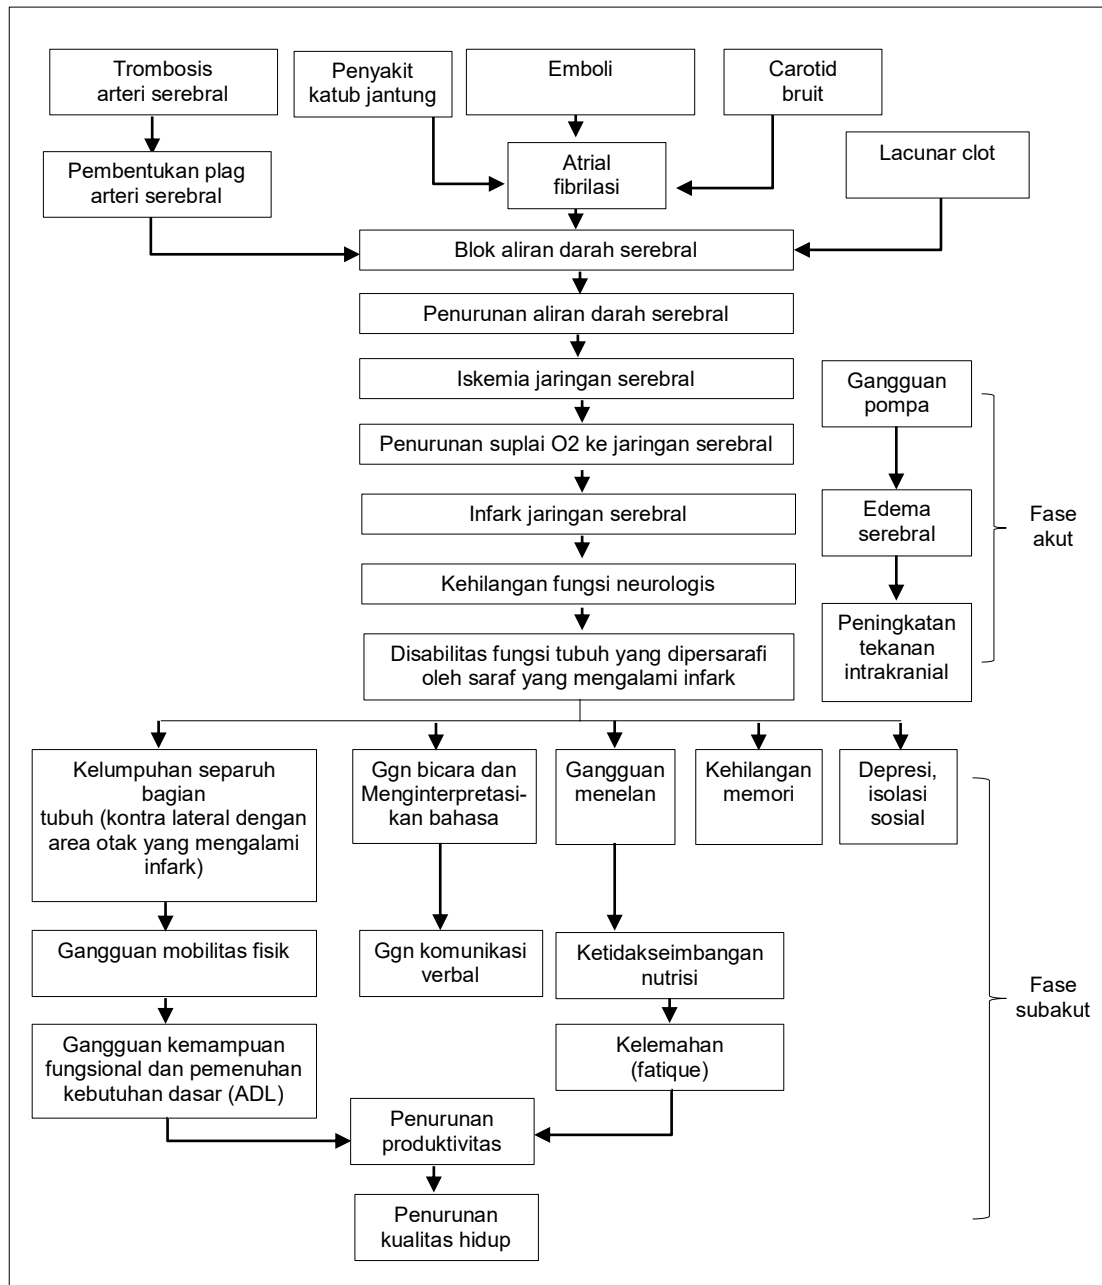 Trombosis
arteri serebral
Penyakit
katub jantung
Emboli
Carotid
bruit
Pembentukan plag
arteri serebral
Atrial
fibrilasi
Lacunar clot
Blok aliran darah serebral
Penurunan aliran darah serebral
Iskemia jaringan serebral
Gangguan
pompa
Penurunan suplai O2 ke jaringan serebral
Infark jaringan serebral
Edema
serebral
Fase
akut
Kehilangan fungsi neurologis
Peningkatan
tekanan
intrakranial
Disabilitas fungsi tubuh yang dipersarafi
oleh saraf yang mengalami infark
Kelumpuhan separuh
bagian
tubuh (kontra lateral dengan
area otak yang mengalami
infark)
Ggn bicara dan
Menginterpretasi-
kan bahasa
Gangguan
menelan
Kehilangan
memori
Depresi,
isolasi
sosial
Gangguan mobilitas fisik
Ggn komunikasi
verbal
Ketidakseimbangan
nutrisi
Fase
subakut
Gangguan kemampuan
fungsional dan pemenuhan
kebutuhan dasar (ADL)
Kelemahan
(fatique)
Penurunan
produktivitas
Penurunan
kualitas hidup